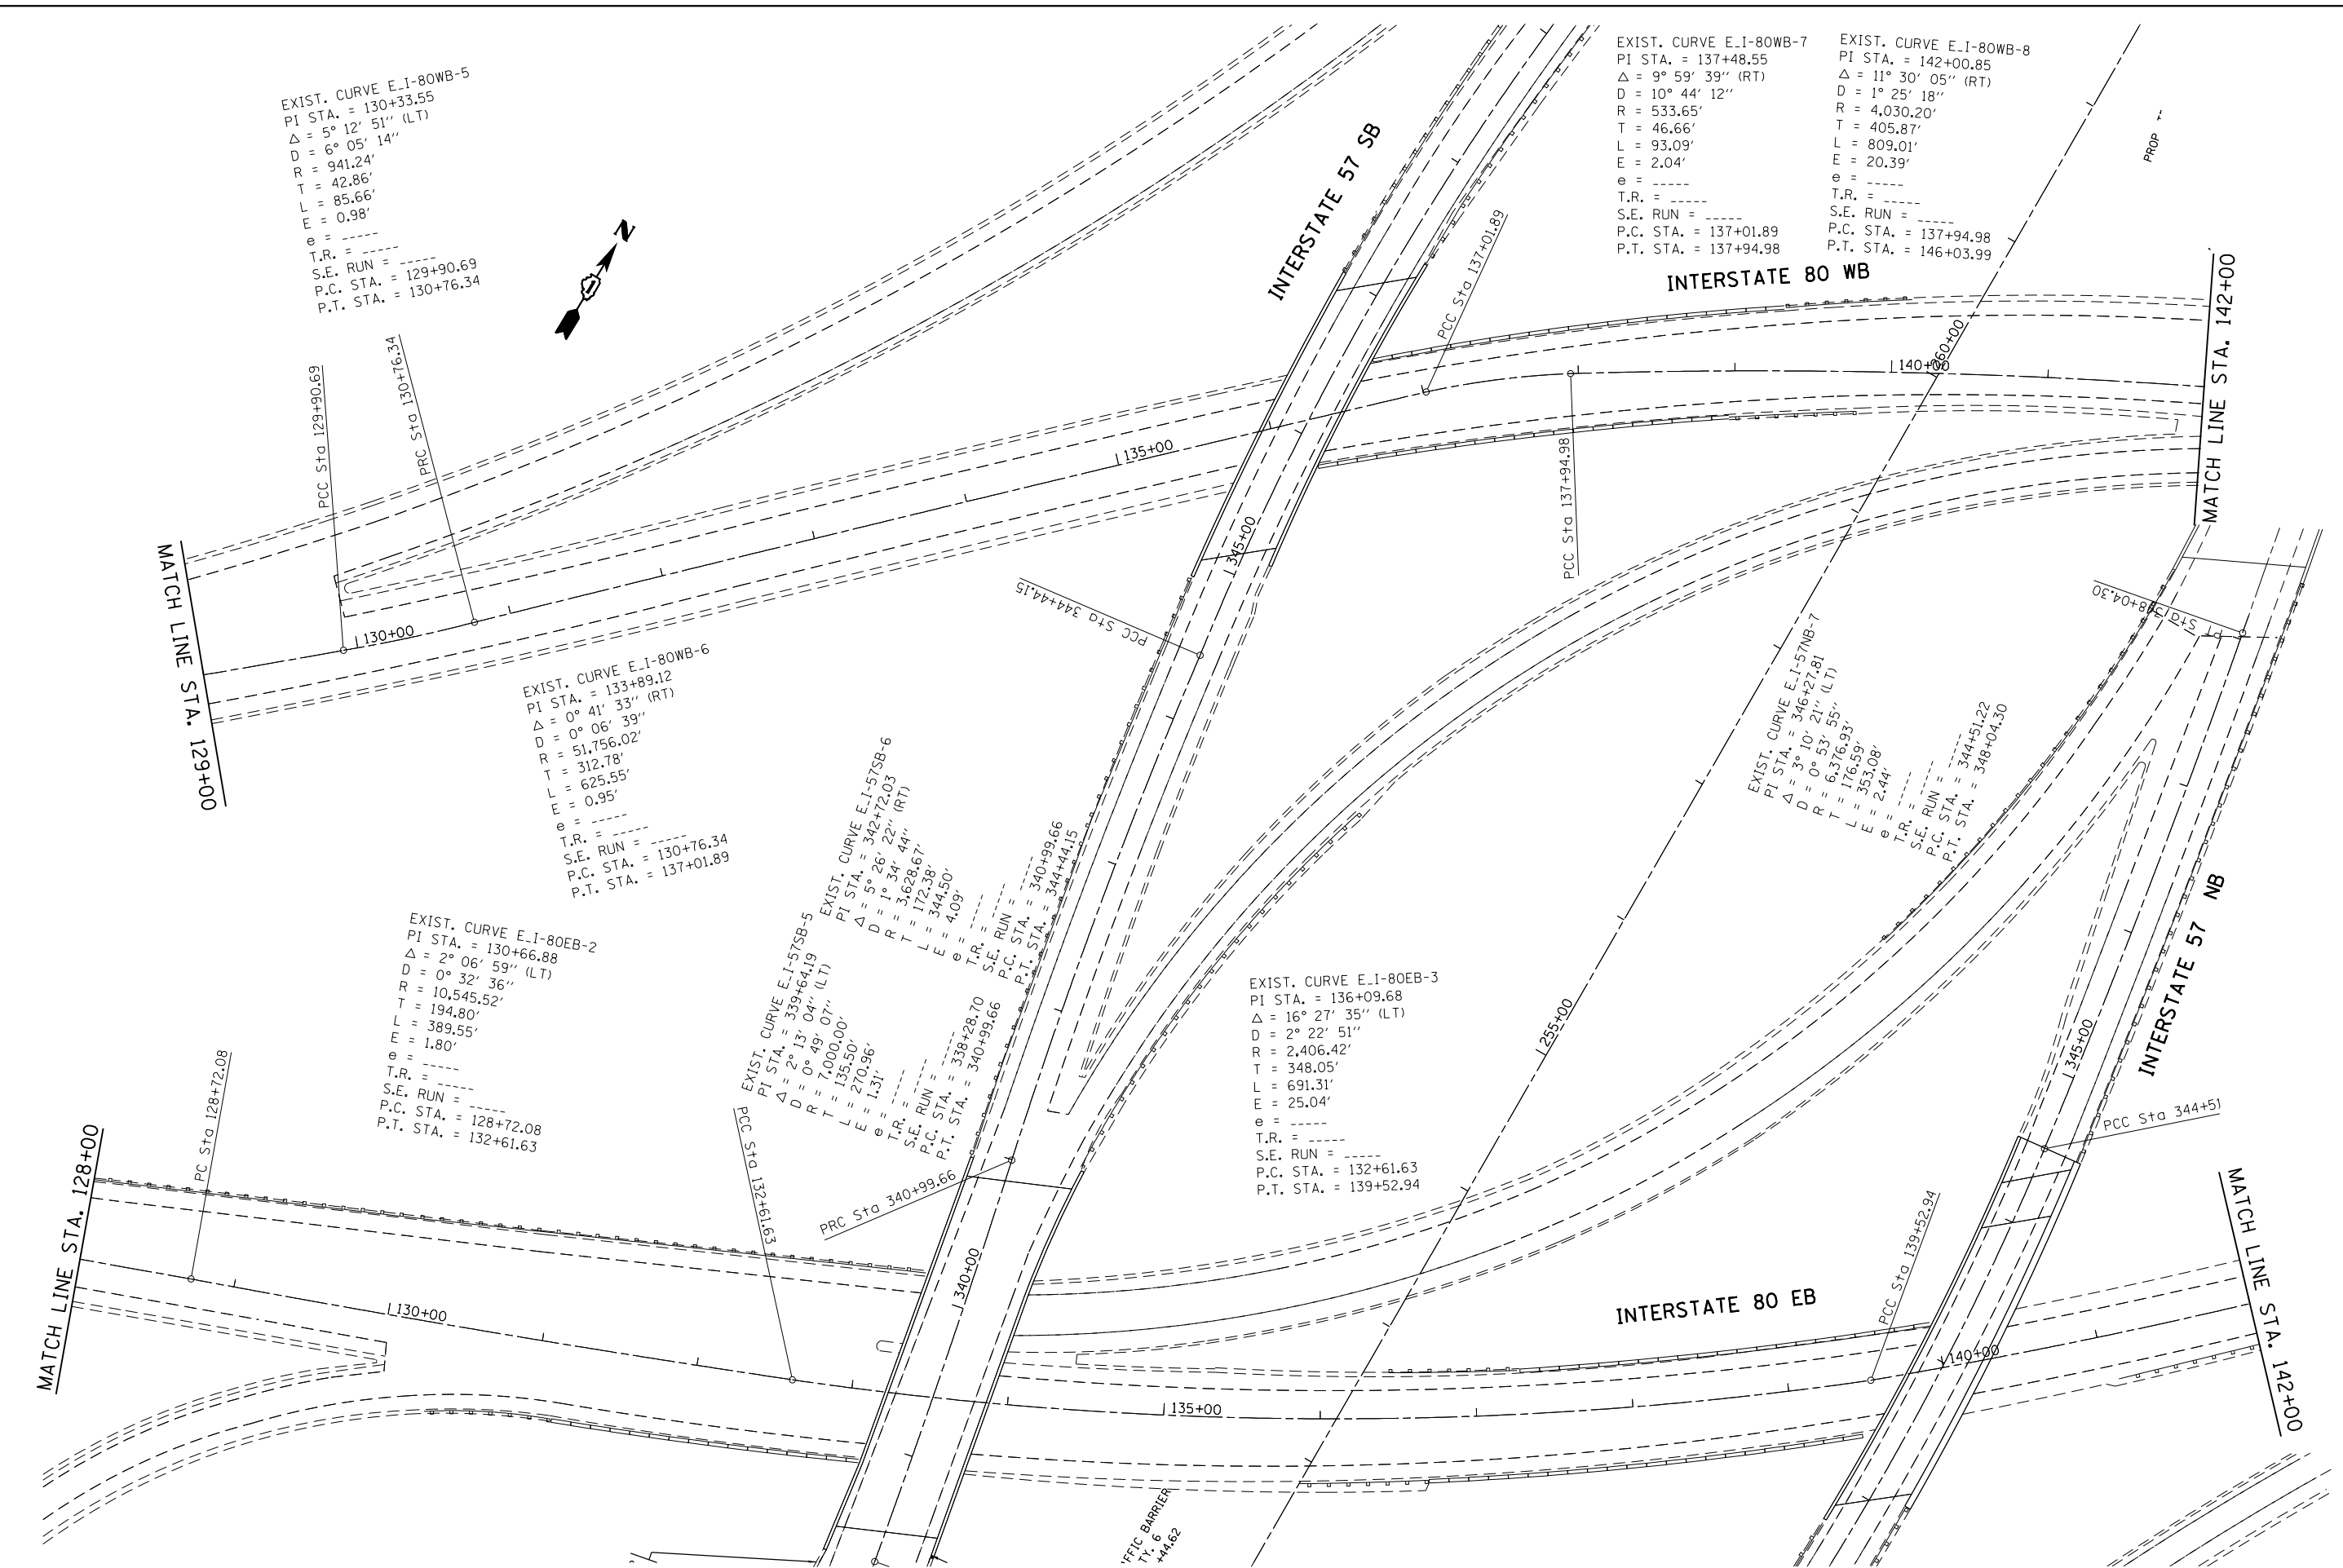 EXIST. CURVE E_I-80WB-5
PI STA. = 130+33.55
Δ = 5° 12' 51'' (LT)
D = 6° 05' 14''
R = 941.24'
T = 42.86'
L = 85.66'
E = 0.98'
e = -----
T.R. = -----
S.E. RUN = -----
P.C. STA. = 129+90.69
P.T. STA. = 130+76.34
N
INTERSTATE 57 SB
EXIST. CURVE E_I-80WB-7
PI STA. = 137+48.55
Δ = 9° 59' 39'' (RT)
D = 10° 44' 12''
R = 533.65'
T = 46.66'
L = 93.09'
E = 2.04'
e = -----
T.R. = -----
S.E. RUN = -----
P.C. STA. = 137+01.89
P.T. STA. = 137+94.98
EXIST. CURVE E_I-80WB-8
PI STA. = 142+00.85
Δ = 11° 30' 05'' (RT)
D = 1° 25' 18''
R = 4,030.20'
T = 405.87'
L = 809.01'
E = 20.39'
e = -----
T.R. = -----
S.E. RUN = -----
P.C. STA. = 137+94.98
P.T. STA. = 146+03.99
PROP
INTERSTATE 80 WB
MATCH LINE STA. 142+00
PCC Sta 137+01.89
PCC Sta 129+90.69
PRC Sta 130+76.34
130+00
135+00
140+00
260+00
345+00
PCC Sta 137+94.98
PCC Sta 344+44.15
PT Sta 348+04.30
MATCH LINE STA. 129+00
EXIST. CURVE E_I-80WB-6
PI STA. = 133+89.12
Δ = 0° 41' 33'' (RT)
D = 0° 06' 39''
R = 51,756.02'
T = 312.78'
L = 625.55'
E = 0.95'
e = -----
T.R. = -----
S.E. RUN = -----
P.C. STA. = 130+76.34
P.T. STA. = 137+01.89
EXIST. CURVE E_I-57SB-6
PI STA. = 342+72.03
Δ = 5° 26' 22'' (RT)
D = 1° 34' 44''
R = 3,628.67'
T = 172.38'
L = 344.50'
E = 4.09'
e = -----
T.R. = -----
S.E. RUN = -----
P.C. STA. = 340+99.66
P.T. STA. = 344+44.15
EXIST. CURVE E_I-57NB-7
PI STA. = 346+27.81
Δ = 3° 10' 21'' (LT)
D = 0° 53' 55''
R = 6,376.93'
T = 176.59'
L = 353.08'
E = 2.44'
e = -----
T.R. = -----
S.E. RUN = -----
P.C. STA. = 344+51.22
P.T. STA. = 348+04.30
EXIST. CURVE E_I-80EB-2
PI STA. = 130+66.88
Δ = 2° 06' 59'' (LT)
D = 0° 32' 36''
R = 10,545.52'
T = 194.80'
L = 389.55'
E = 1.80'
e = -----
T.R. = -----
S.E. RUN = -----
P.C. STA. = 128+72.08
P.T. STA. = 132+61.63
EXIST. CURVE E_I-57SB-5
PI STA. = 339+64.19
Δ = 2° 13' 04'' (LT)
D = 0° 49' 07''
R = 7,000.00'
T = 135.50'
L = 270.96'
E = 1.31'
e = -----
T.R. = -----
S.E. RUN = -----
P.C. STA. = 338+28.70
P.T. STA. = 340+99.66
EXIST. CURVE E_I-80EB-3
PI STA. = 136+09.68
Δ = 16° 27' 35'' (LT)
D = 2° 22' 51''
R = 2,406.42'
T = 348.05'
L = 691.31'
E = 25.04'
e = -----
T.R. = -----
S.E. RUN = -----
P.C. STA. = 132+61.63
P.T. STA. = 139+52.94
255+00
INTERSTATE 57 NB
345+00
PCC Sta 344+51
MATCH LINE STA. 128+00
PC Sta 128+72.08
PCC Sta 132+61.63
PRC Sta 340+99.66
340+00
130+00
135+00
INTERSTATE 80 EB
PCC Sta 139+52.94
140+00
MATCH LINE STA. 142+00
FFIC BARRIER
TY. 6
+44.62